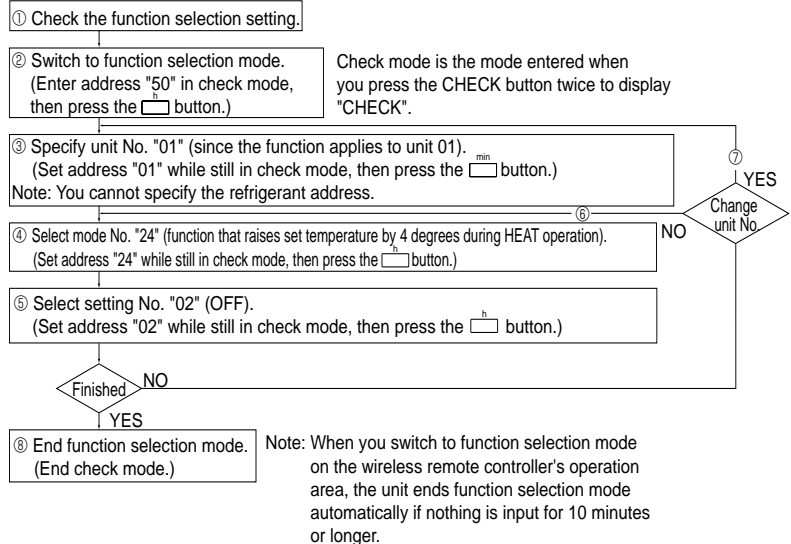 ① Check the function selection setting.
② Switch to function selection mode.
(Enter address "50" in check mode,
then press the h button.)
Check mode is the mode entered when
you press the CHECK button twice to display
"CHECK".
③ Specify unit No. "01" (since the function applies to unit 01).
(Set address "01" while still in check mode, then press the min button.)
Note: You cannot specify the refrigerant address.
⑦
YES
Change
unit No.
⑥
NO
④ Select mode No. "24" (function that raises set temperature by 4 degrees during HEAT operation).
(Set address "24" while still in check mode, then press the h button.)
⑤ Select setting No. "02" (OFF).
(Set address "02" while still in check mode, then press the h button.)
Finished
NO
YES
⑧ End function selection mode.
(End check mode.)
Note: When you switch to function selection mode
on the wireless remote controller's operation
area, the unit ends function selection mode
automatically if nothing is input for 10 minutes
or longer.